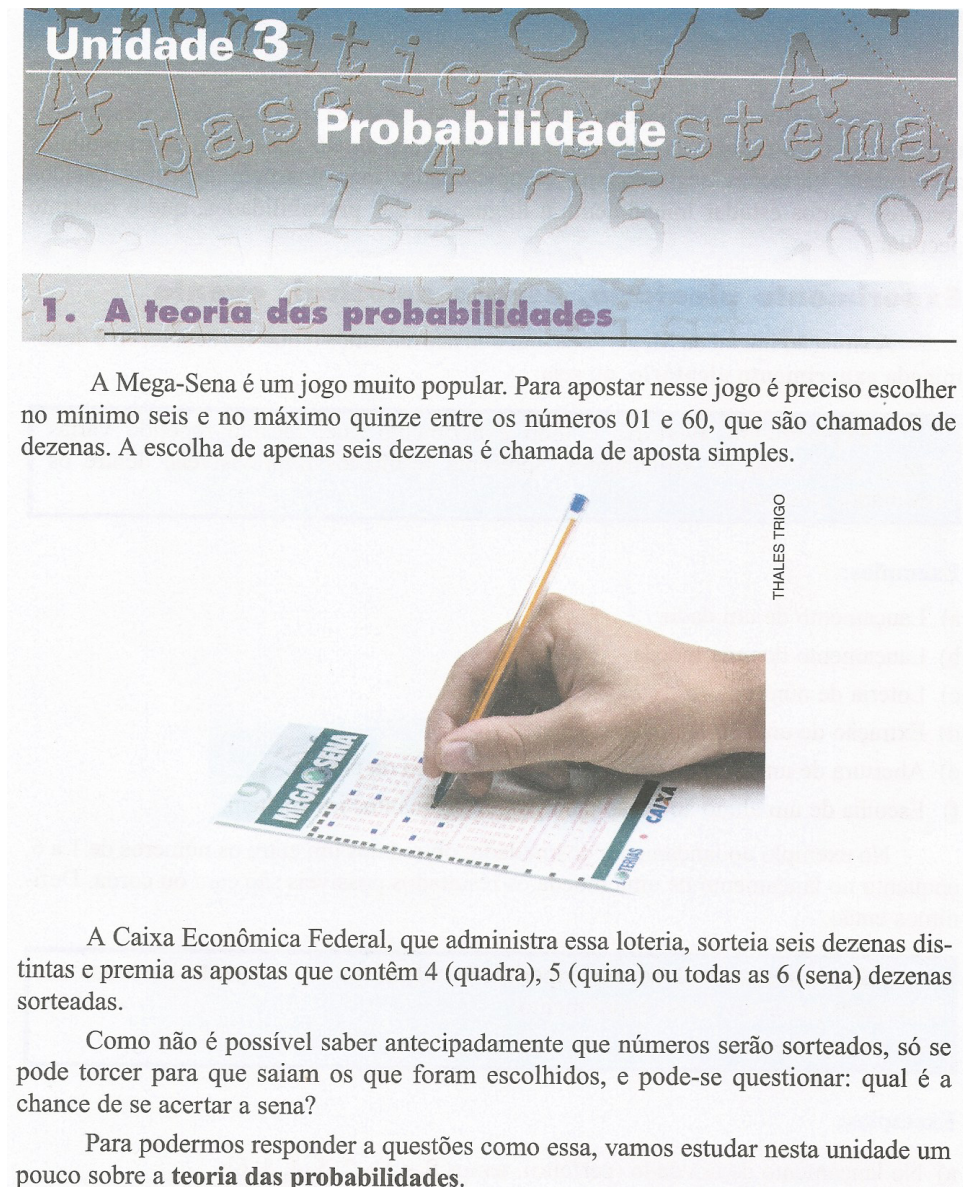 Unidade 3
Probabilidade
1. A teoria das probabilidades
A Mega-Sena é um jogo muito popular. Para apostar nesse jogo é preciso escolher
no mínimo seis e no máximo quinze entre os números 01 e 60, que são chamados de
dezenas. A escolha de apenas seis dezenas é chamada de aposta simples.
THALES TRIGO
MEGA SENA
LOTERIAS • CAIXA
A Caixa Econômica Federal, que administra essa loteria, sorteia seis dezenas dis-
tintas e premia as apostas que contêm 4 (quadra), 5 (quina) ou todas as 6 (sena) dezenas
sorteadas.
Como não é possível saber antecipadamente que números serão sorteados, só se
pode torcer para que saiam os que foram escolhidos, e pode-se questionar: qual é a
chance de se acertar a sena?
Para podermos responder a questões como essa, vamos estudar nesta unidade um
pouco sobre a teoria das probabilidades.